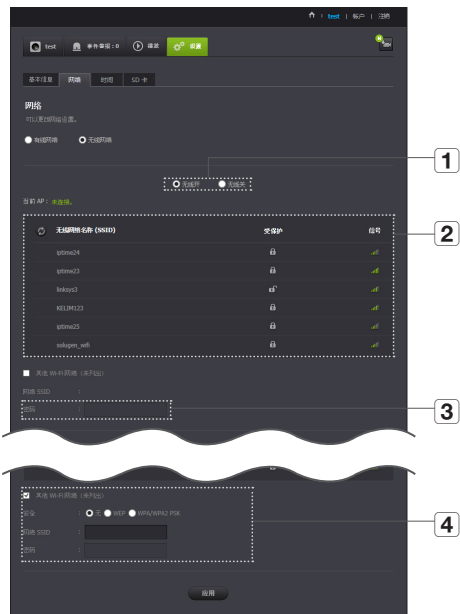 test | 帐户 | 注销
test 事件警报 : 0 播放 设置
M
基本信息 网络 时间 SD 卡
网络
可以更改网络设置。
有线网络 无线网络
1
无线开 无线关
当前 AP : 未连接。
2
无线网络名称 (SSID) 受保护 信号
iptime24
iptime23
linksys3
KELIM123
iptime25
solupen_wifi
其他 Wi-Fi 网络 (未列出)
网络 SSID :
3
密码 :
其他 Wi-Fi 网络 (未列出)
4
安全 : 无 WEP WPA/WPA2 PSK
网络 SSID :
密码 :
应用